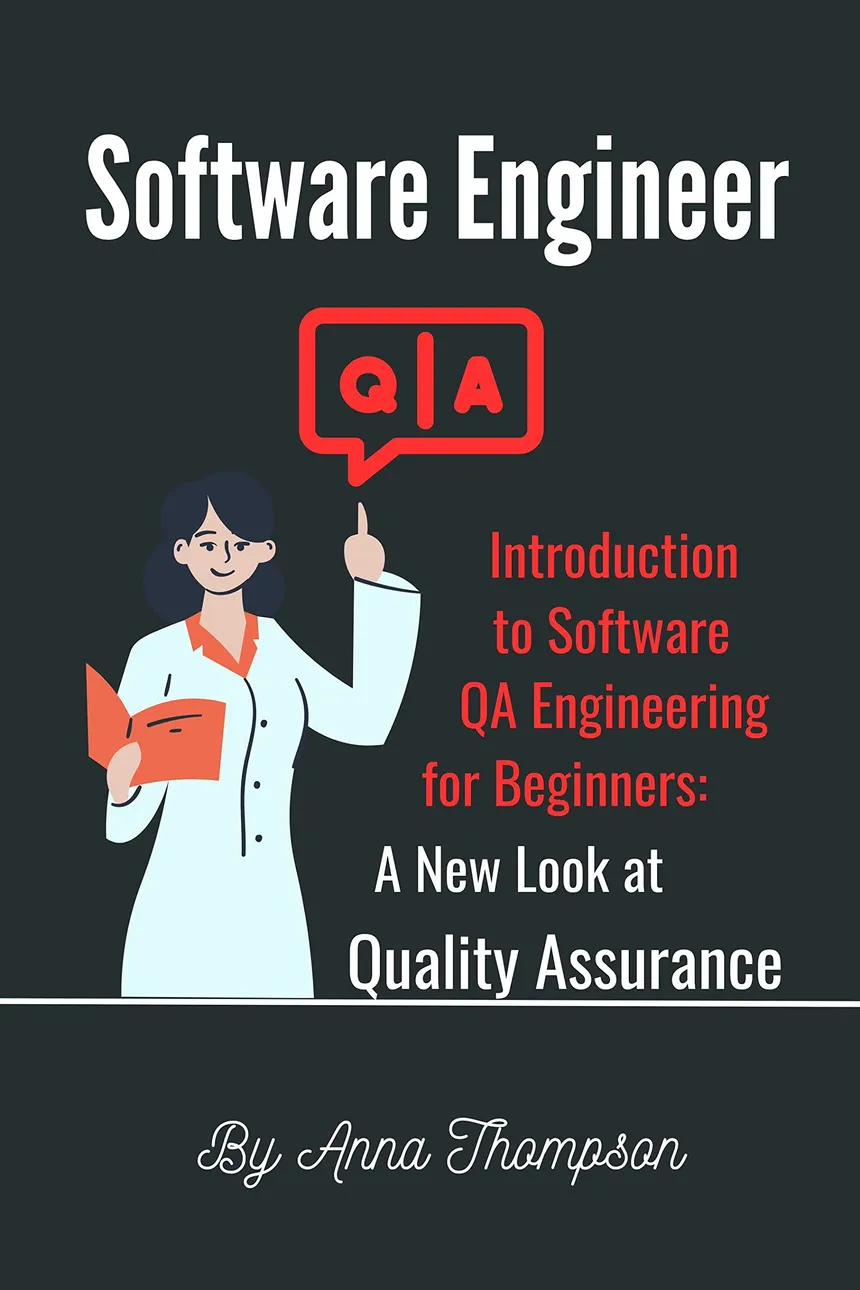 Software Engineer
Q|A
Introduction
to Software
QA Engineering
for Beginners:
A New Look at
Quality Assurance
By Anna Thompson